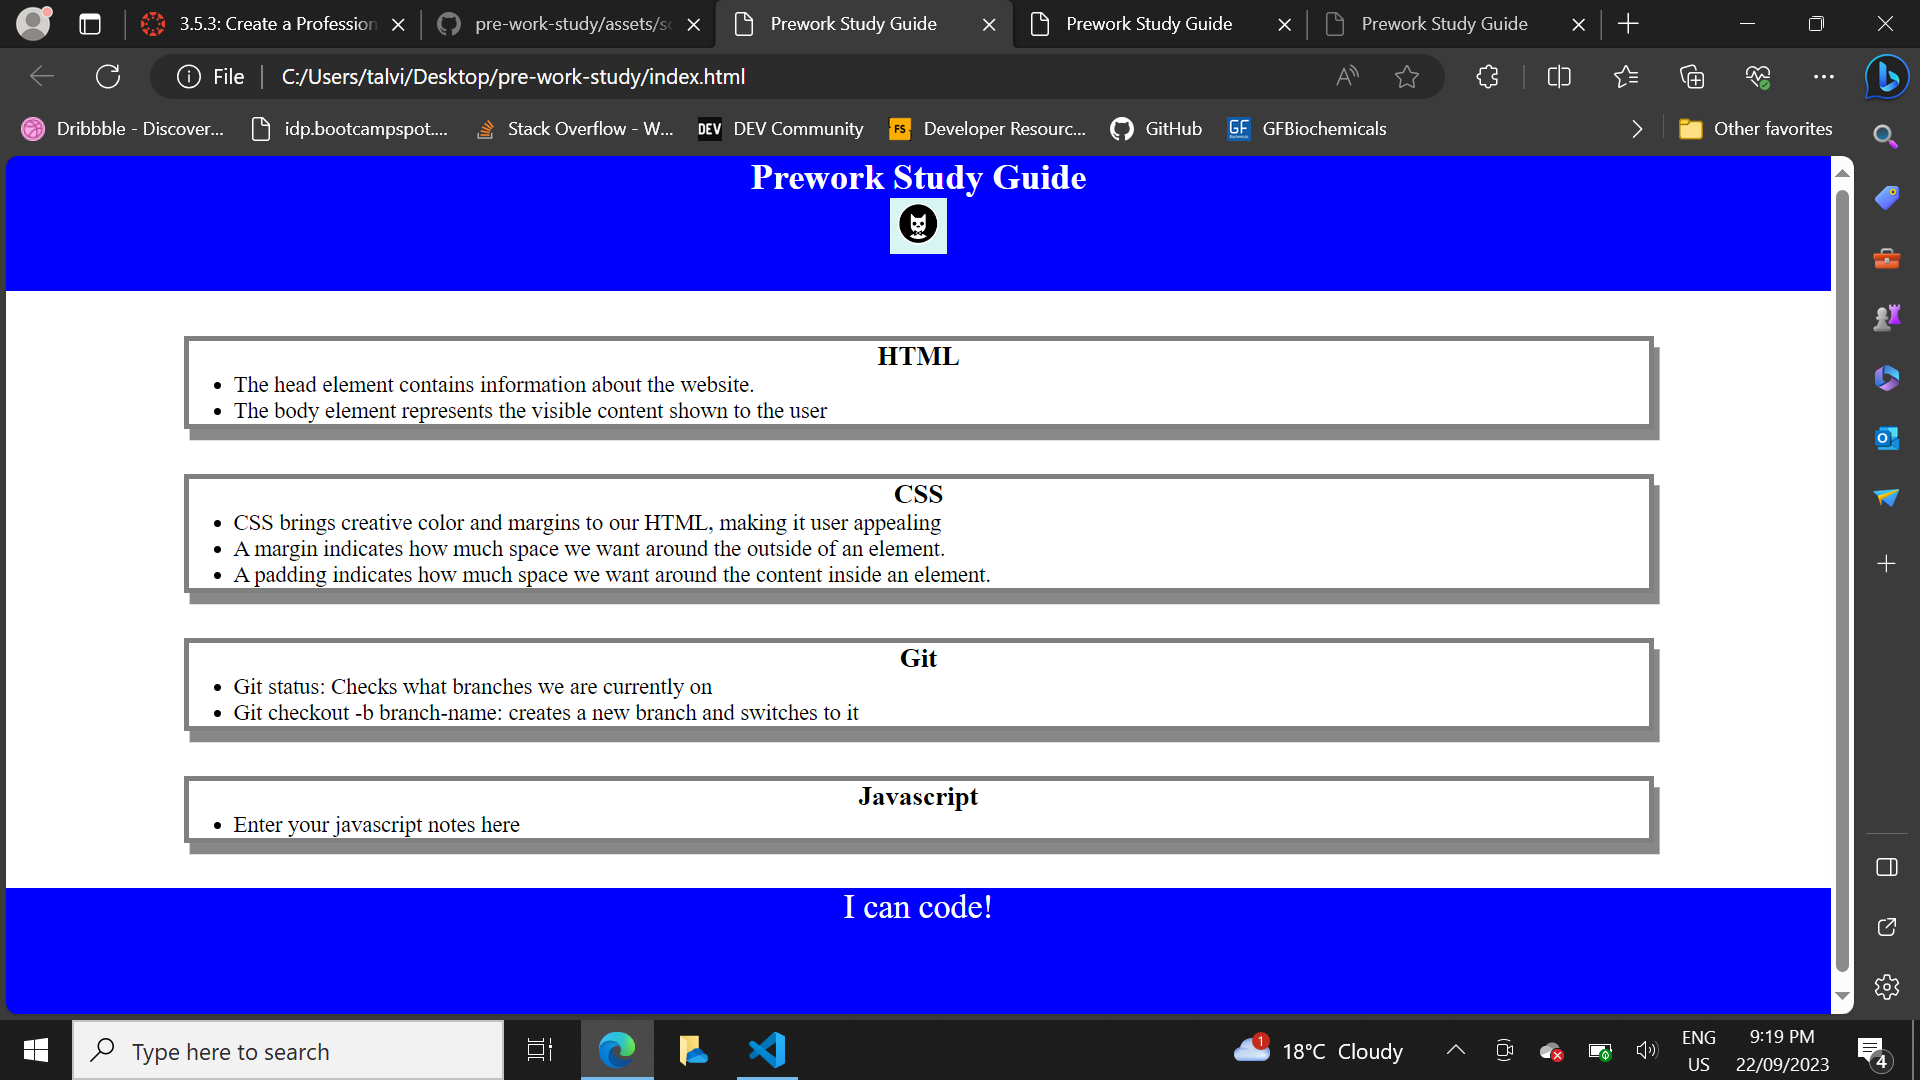 3.5.3: Create a Profession
pre-work-study/assets/sc
Prework Study Guide
Prework Study Guide
Prework Study Guide
File
C:/Users/talvi/Desktop/pre-work-study/index.html
Dribbble - Discover...
idp.bootcampspot....
Stack Overflow - W...
DEV
DEV Community
FS
Developer Resourc...
GitHub
GF
GFBiochemicals
Other favorites
Prework Study Guide
HTML
The head element contains information about the website.
The body element represents the visible content shown to the user
CSS
CSS brings creative color and margins to our HTML, making it user appealing
A margin indicates how much space we want around the outside of an element.
A padding indicates how much space we want around the content inside an element.
Git
Git status: Checks what branches we are currently on
Git checkout -b branch-name: creates a new branch and switches to it
Javascript
Enter your javascript notes here
I can code!
Type here to search
1
18°C Cloudy
ENG
US
9:19 PM
22/09/2023
4